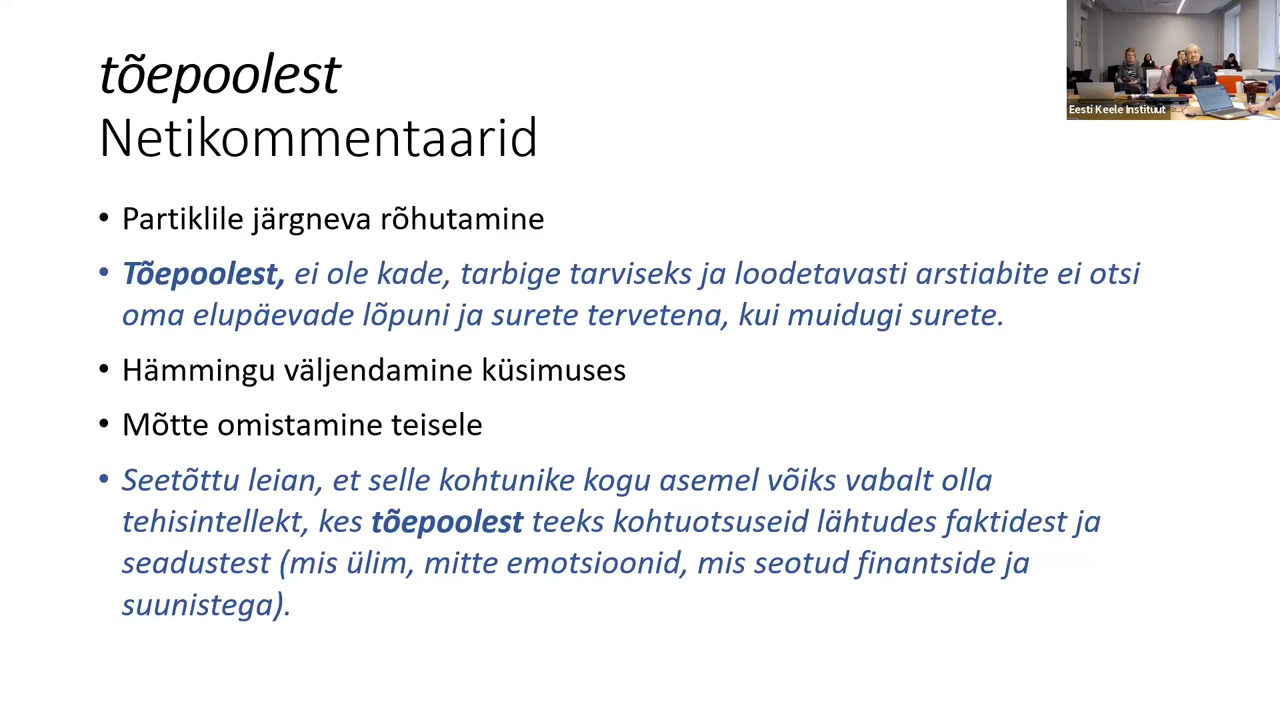 tõepoolest
Netikommentaarid
Eesti Keele Instituut
• Partiklile järgneva rõhutamine
• Tõepoolest, ei ole kade, tarbige tarviseks ja loodetavasti arstiabite ei otsi
oma elupäevade lõpuni ja surete tervetena, kui muidugi surete.
• Hämmingu väljendamine küsimuses
• Mõtte omistamine teisele
• Seetõttu leian, et selle kohtunike kogu asemel võiks vabalt olla
tehisintellekt, kes tõepoolest teeks kohtuotsuseid lähtudes faktidest ja
seadustest (mis ülim, mitte emotsioonid, mis seotud finantside ja
suunistega).